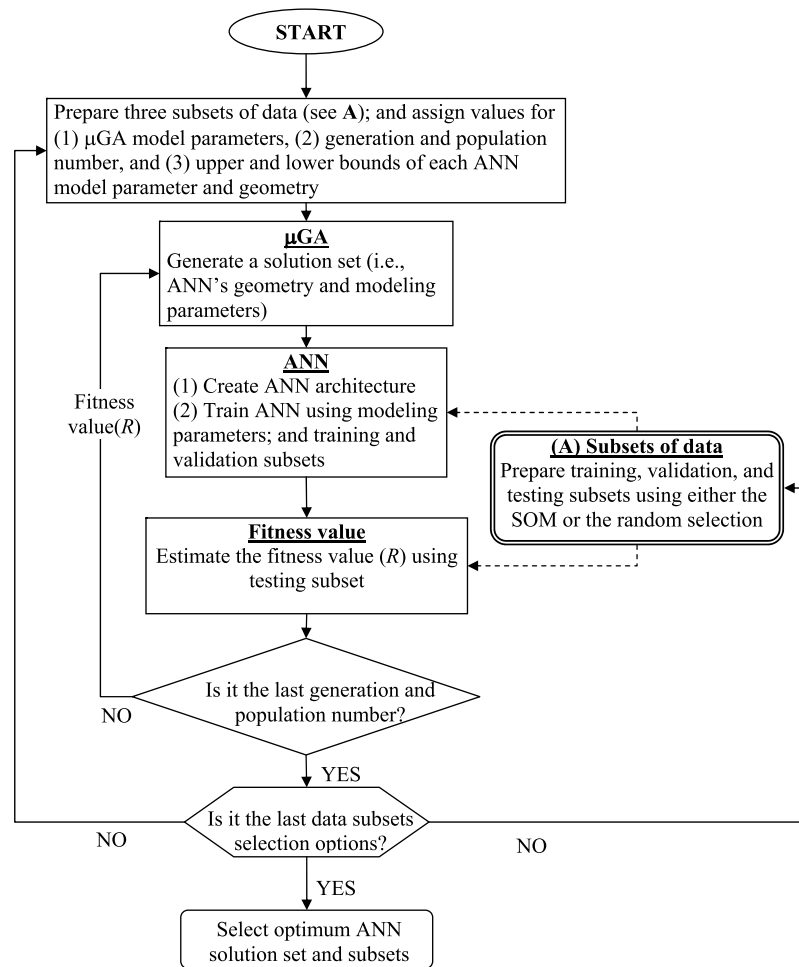 START
Prepare three subsets of data (see A); and assign values for
(1) μGA model parameters, (2) generation and population
number, and (3) upper and lower bounds of each ANN
model parameter and geometry
μGA
Generate a solution set (i.e.,
ANN's geometry and modeling
parameters)
ANN
(1) Create ANN architecture
(2) Train ANN using modeling
parameters; and training and
validation subsets
Fitness
value(R)
(A) Subsets of data
Prepare training, validation, and
testing subsets using either the
SOM or the random selection
Fitness value
Estimate the fitness value (R) using
testing subset
Is it the last generation and
population number?
NO
YES
Is it the last data subsets
selection options?
NO
NO
YES
Select optimum ANN
solution set and subsets